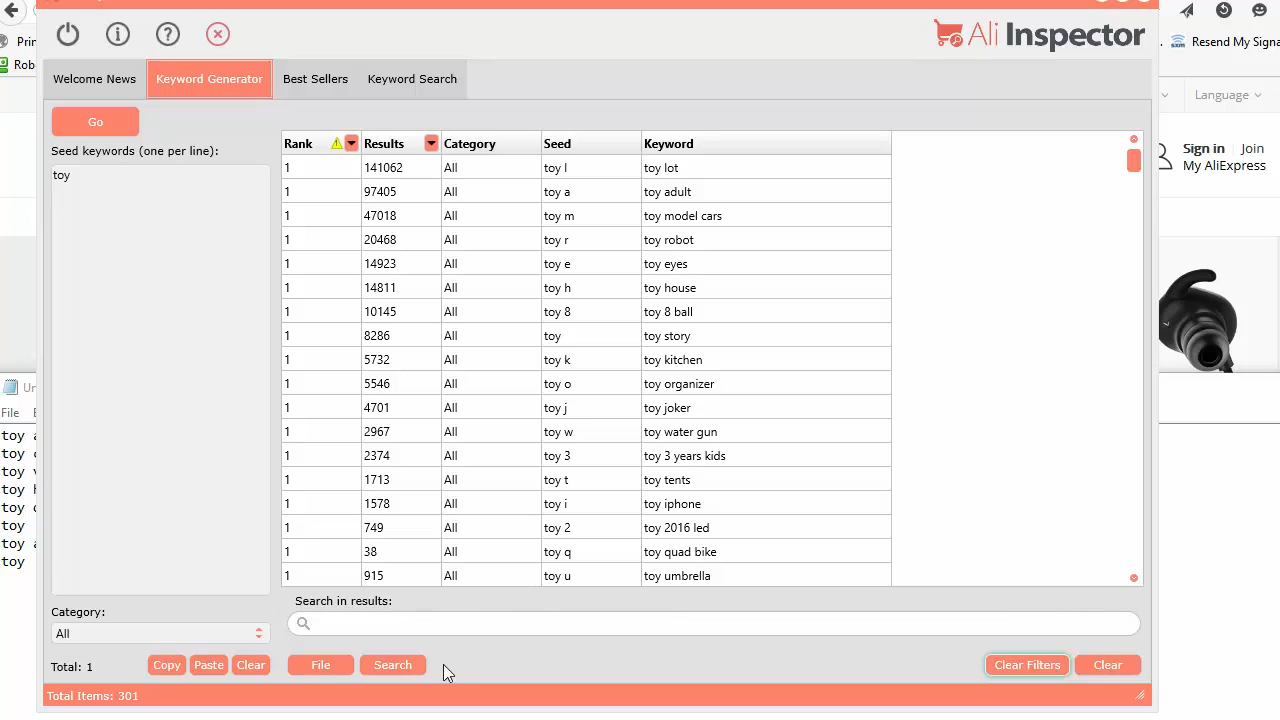 Ali Inspector
Prin
Resend My Signa
Rob
Welcome News
Keyword Generator
Best Sellers
Keyword Search
Language
Go
Seed keywords (one per line):
toy
Rank Results Category Seed Keyword
1 141062 All toy l toy lot
1 97405 All toy a toy adult
1 47018 All toy m toy model cars
1 20468 All toy r toy robot
1 14923 All toy e toy eyes
1 14811 All toy h toy house
1 10145 All toy 8 toy 8 ball
1 8286 All toy toy story
1 5732 All toy k toy kitchen
1 5546 All toy o toy organizer
1 4701 All toy j toy joker
1 2967 All toy w toy water gun
1 2374 All toy 3 toy 3 years kids
1 1713 All toy t toy tents
1 1578 All toy i toy iphone
1 749 All toy 2 toy 2016 led
1 38 All toy q toy quad bike
1 915 All toy u toy umbrella
Sign in Join
My AliExpress
Un
File
toy
toy
toy
toy
toy
toy
toy
toy
Search in results:
Category:
All
Total: 1
Copy
Paste
Clear
File
Search
Clear Filters
Clear
Total Items: 301